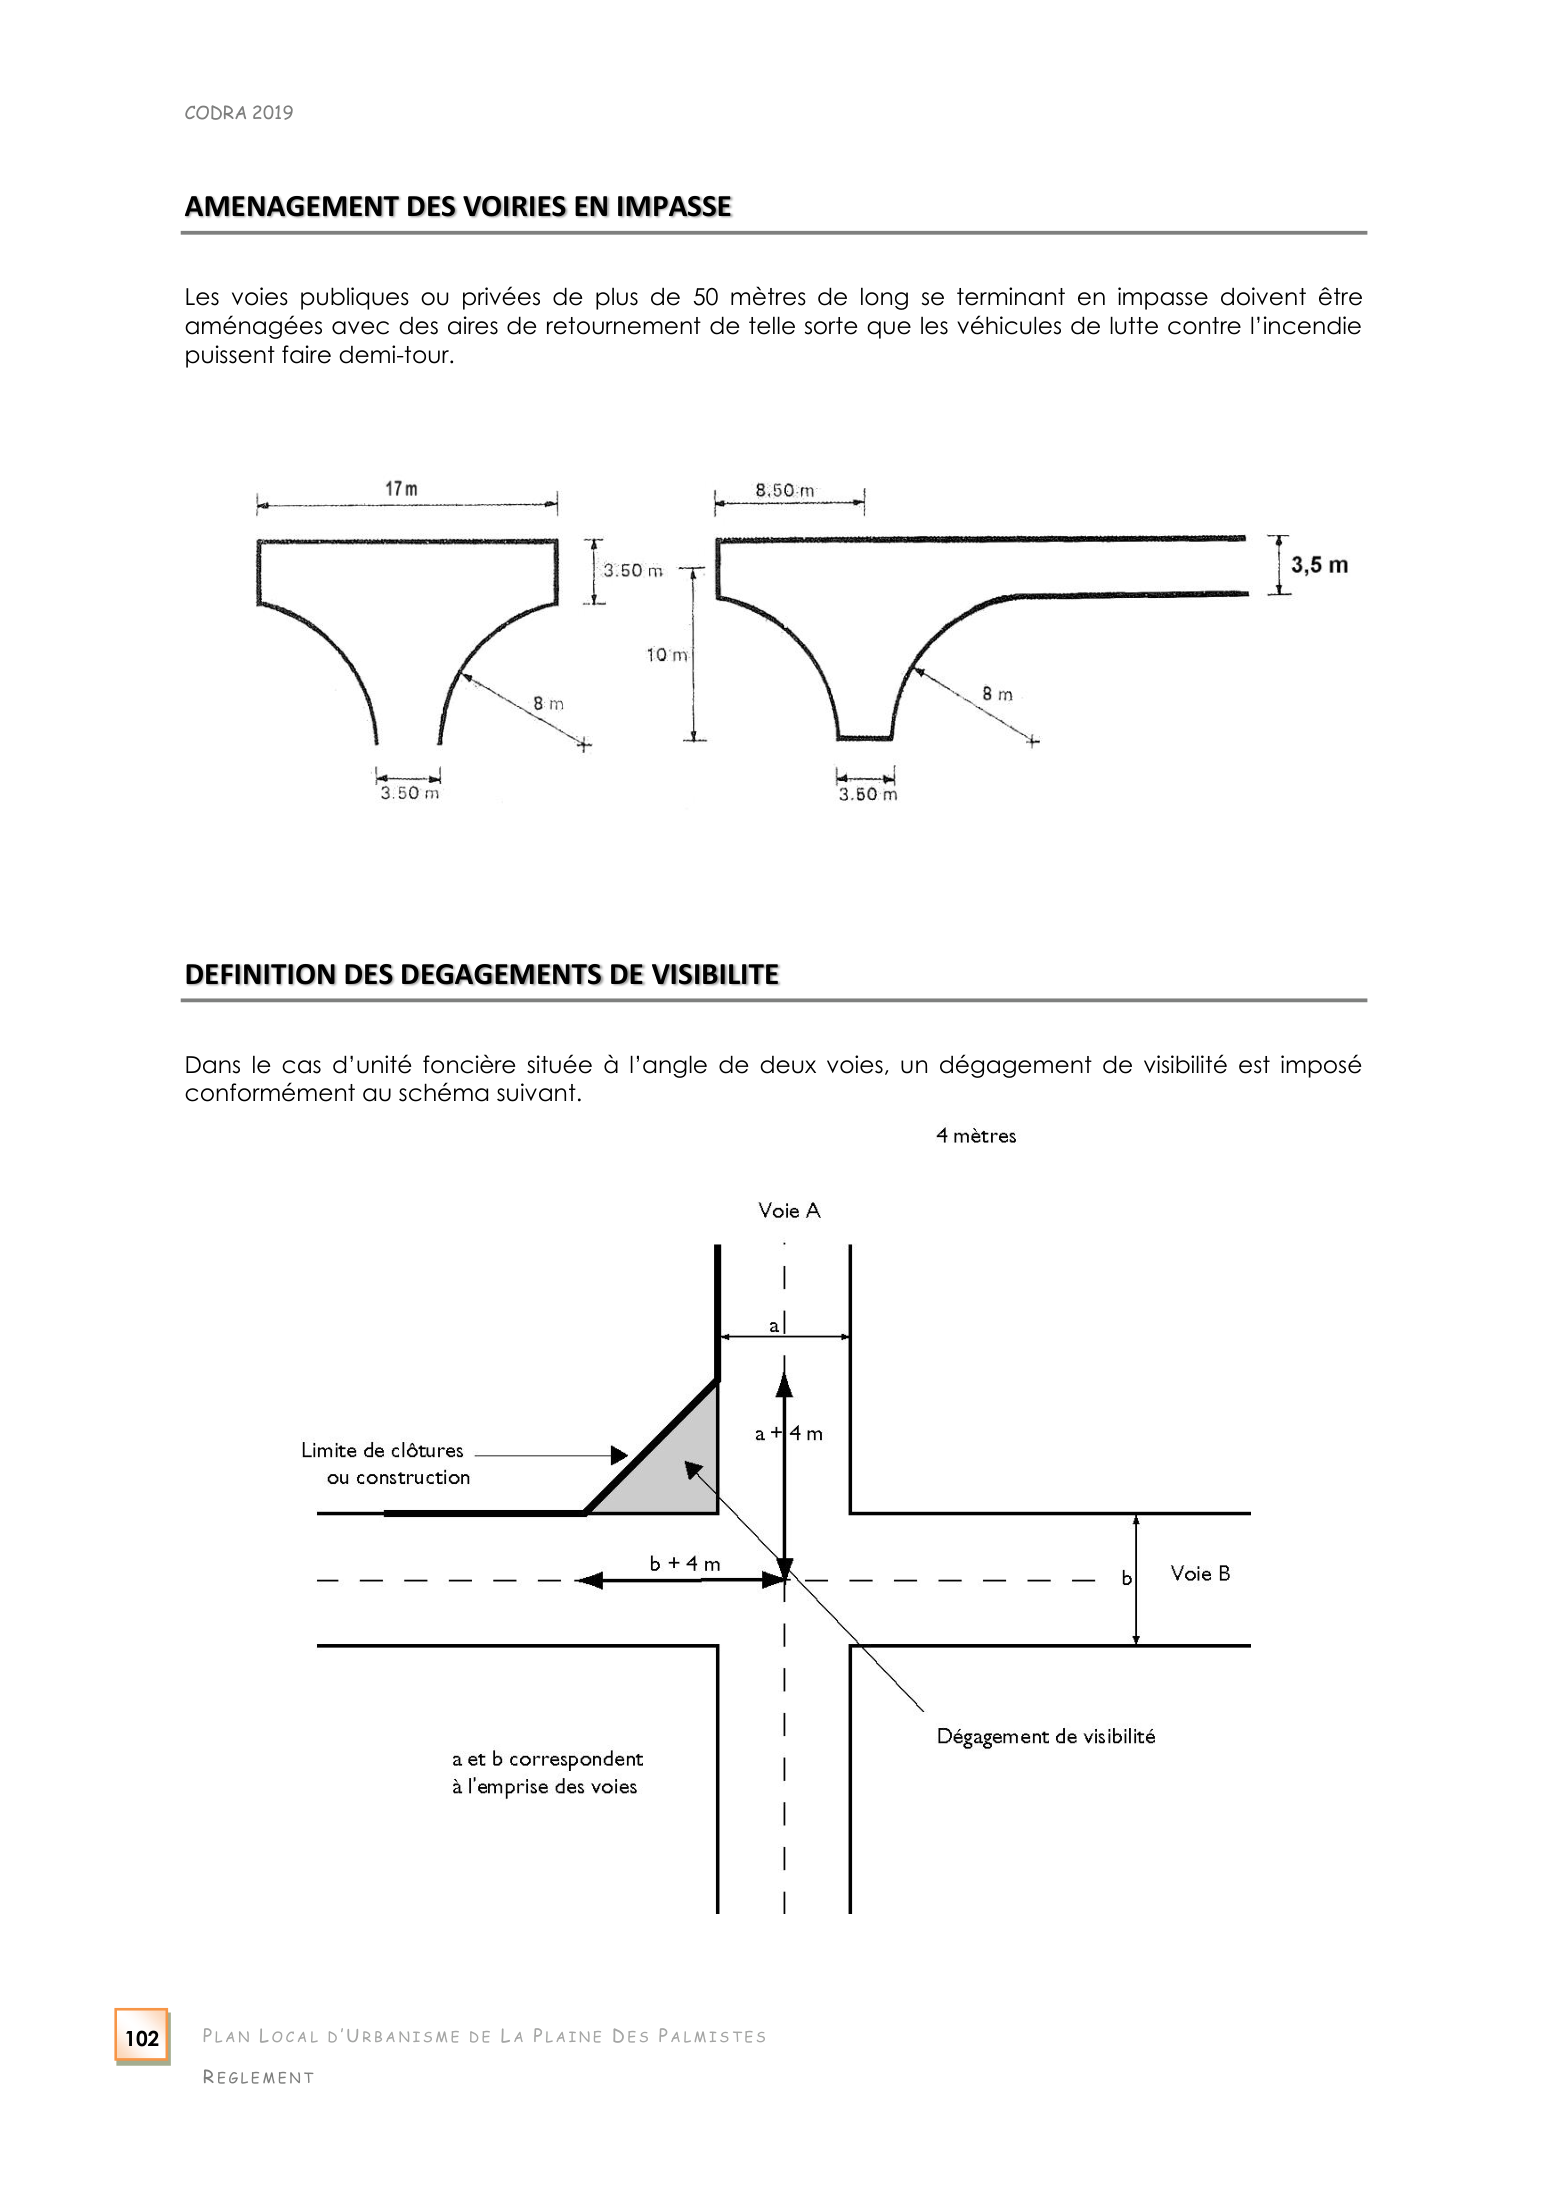 CODRA 2019
AMENAGEMENT DES VOIRIES EN IMPASSE
Les voies publiques ou privées de plus de 50 mètres de long se terminant en impasse doivent être
aménagées avec des aires de retournement de telle sorte que les véhicules de lutte contre l’incendie
puissent faire demi-tour.
17m
8.50 m
3.50 m
3,5 m
10 m
8 m
8 m
3.50 m
3.50 m
DEFINITION DES DEGAGEMENTS DE VISIBILITE
Dans le cas d’unité foncière située à l’angle de deux voies, un dégagement de visibilité est imposé
conformément au schéma suivant.
4 mètres
Voie A
a
a + 4 m
Limite de clôtures
ou construction
b + 4 m
b
Voie B
Dégagement de visibilité
a et b correspondent
à l'emprise des voies
102
PLAN LOCAL D’URBANISME DE LA PLAINE DES PALMISTES
REGLEMENT